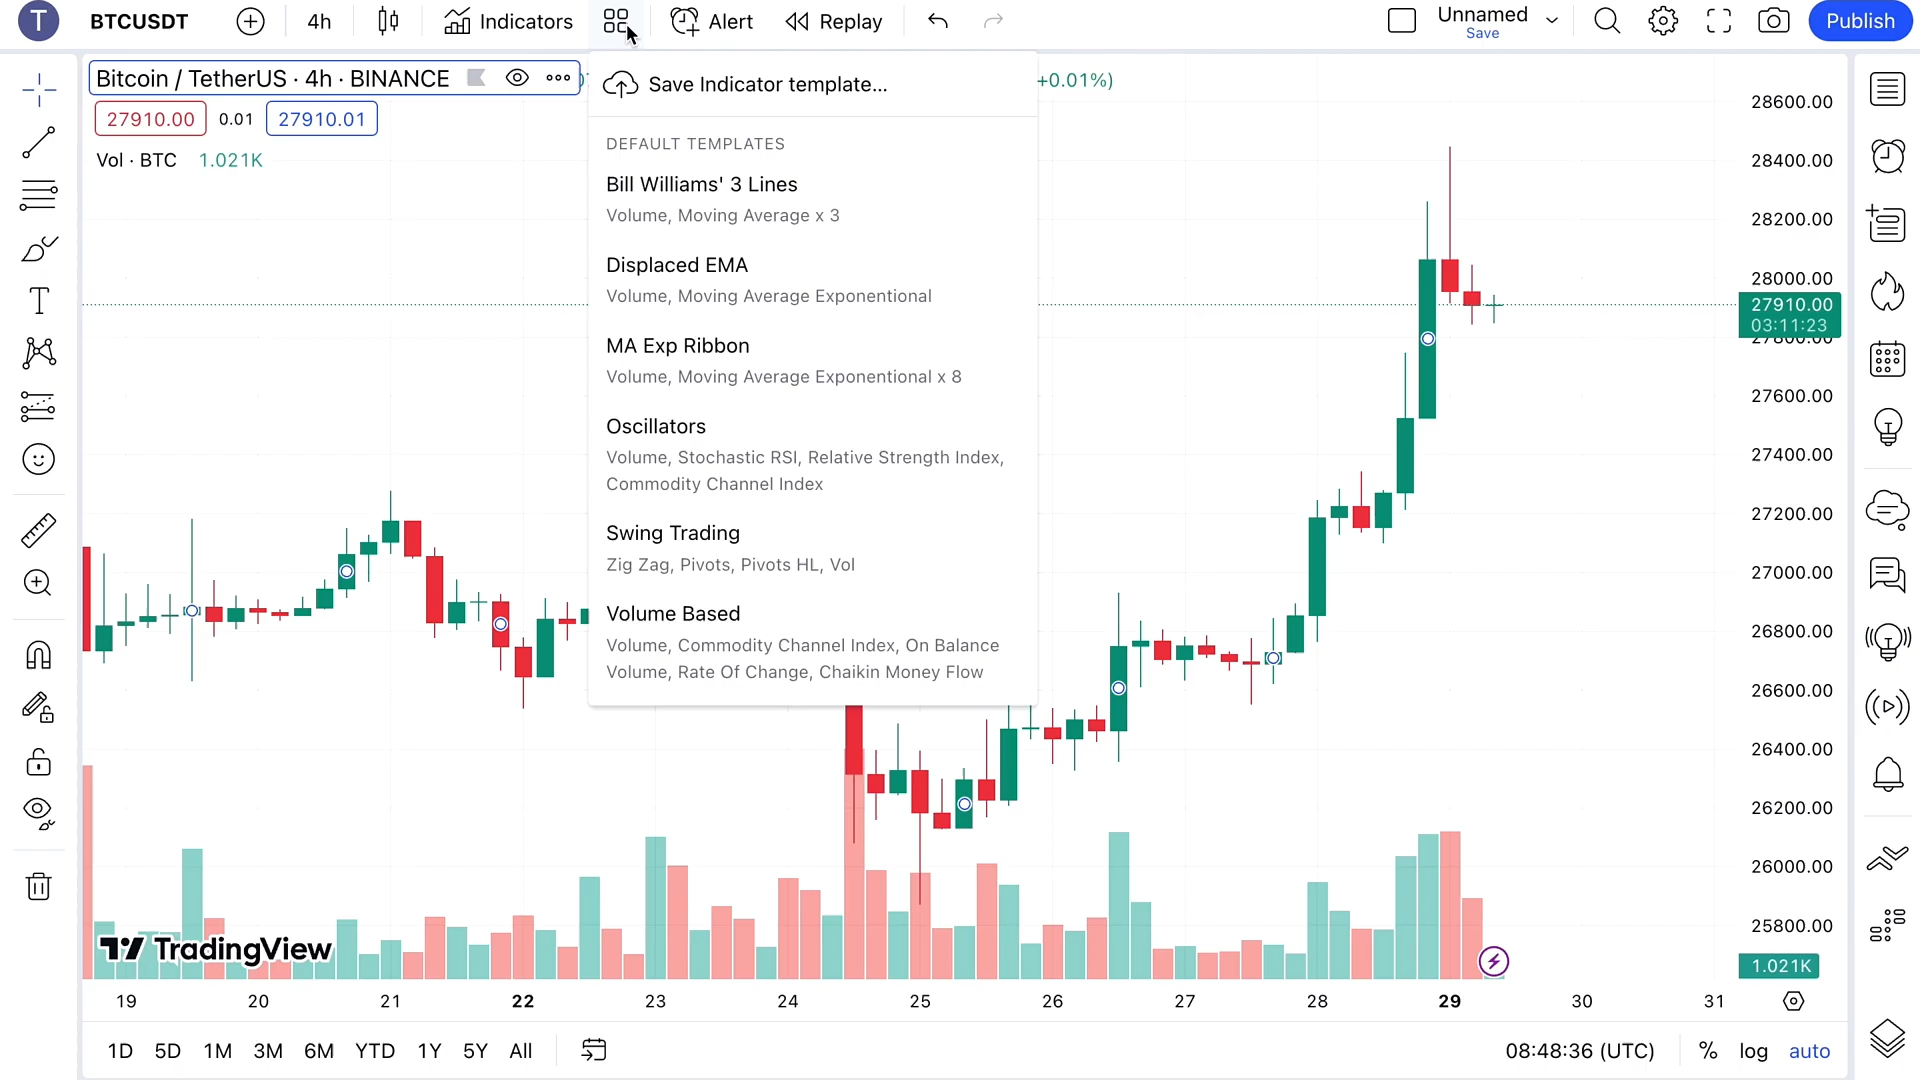 T BTCUSDT 4h Indicators Alert Replay Unnamed Save Publish
Bitcoin / TetherUS · 4h · BINANCE
+0.01%)
27910.00 0.01 27910.01
Vol · BTC 1.021K
Save Indicator template...
DEFAULT TEMPLATES
Bill Williams' 3 Lines
Volume, Moving Average x 3
Displaced EMA
Volume, Moving Average Exponential
MA Exp Ribbon
Volume, Moving Average Exponential x 8
Oscillators
Volume, Stochastic RSI, Relative Strength Index,
Commodity Channel Index
Swing Trading
Zig Zag, Pivots, Pivots HL, Vol
Volume Based
Volume, Commodity Channel Index, On Balance
Volume, Rate Of Change, Chaikin Money Flow
28600.00
28400.00
28200.00
28000.00
27910.00
03:11:23
27800.00
27600.00
27400.00
27200.00
27000.00
26800.00
26600.00
26400.00
26200.00
26000.00
25800.00
1.021K
TradingView
19 20 21 22 23 24 25 26 27 28 29 30 31
1D 5D 1M 3M 6M YTD 1Y 5Y All 08:48:36 (UTC) % log auto